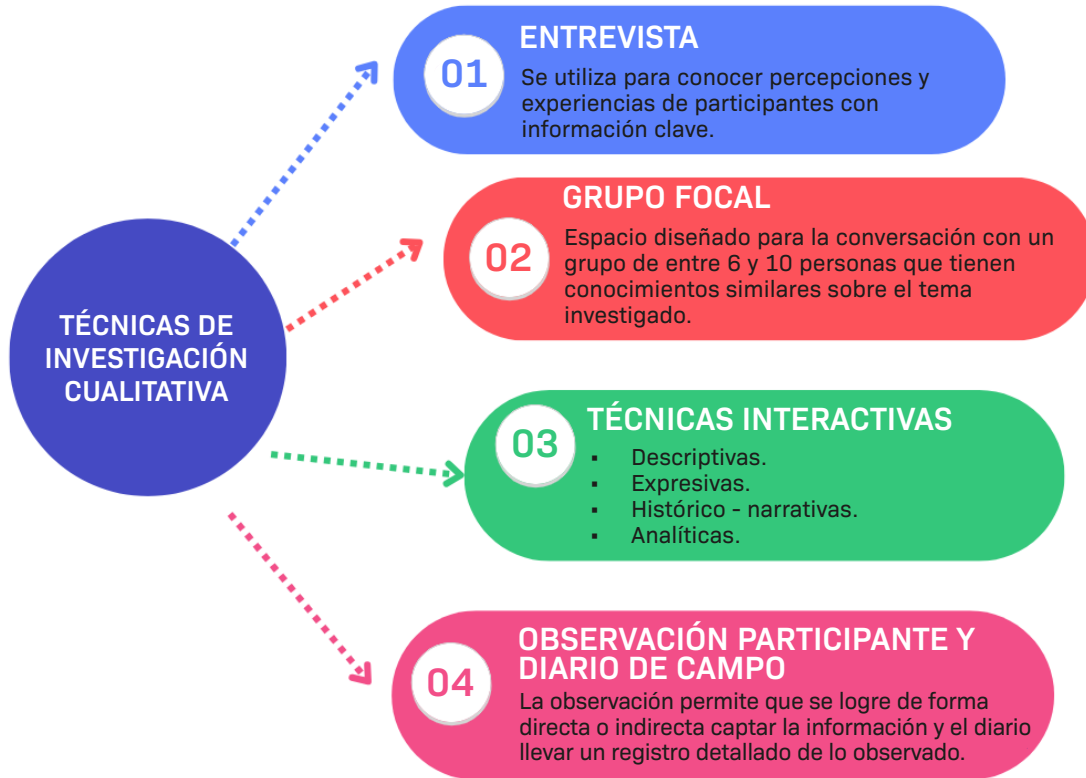 TÉCNICAS DE
INVESTIGACIÓN
CUALITATIVA
01
ENTREVISTA
Se utiliza para conocer percepciones y
experiencias de participantes con
información clave.
02
GRUPO FOCAL
Espacio diseñado para la conversación con un
grupo de entre 6 y 10 personas que tienen
conocimientos similares sobre el tema
investigado.
03
TÉCNICAS INTERACTIVAS
▪ Descriptivas.
▪ Expresivas.
▪ Histórico - narrativas.
▪ Analíticas.
04
OBSERVACIÓN PARTICIPANTE Y
DIARIO DE CAMPO
La observación permite que se logre de forma
directa o indirecta captar la información y el diario
llevar un registro detallado de lo observado.